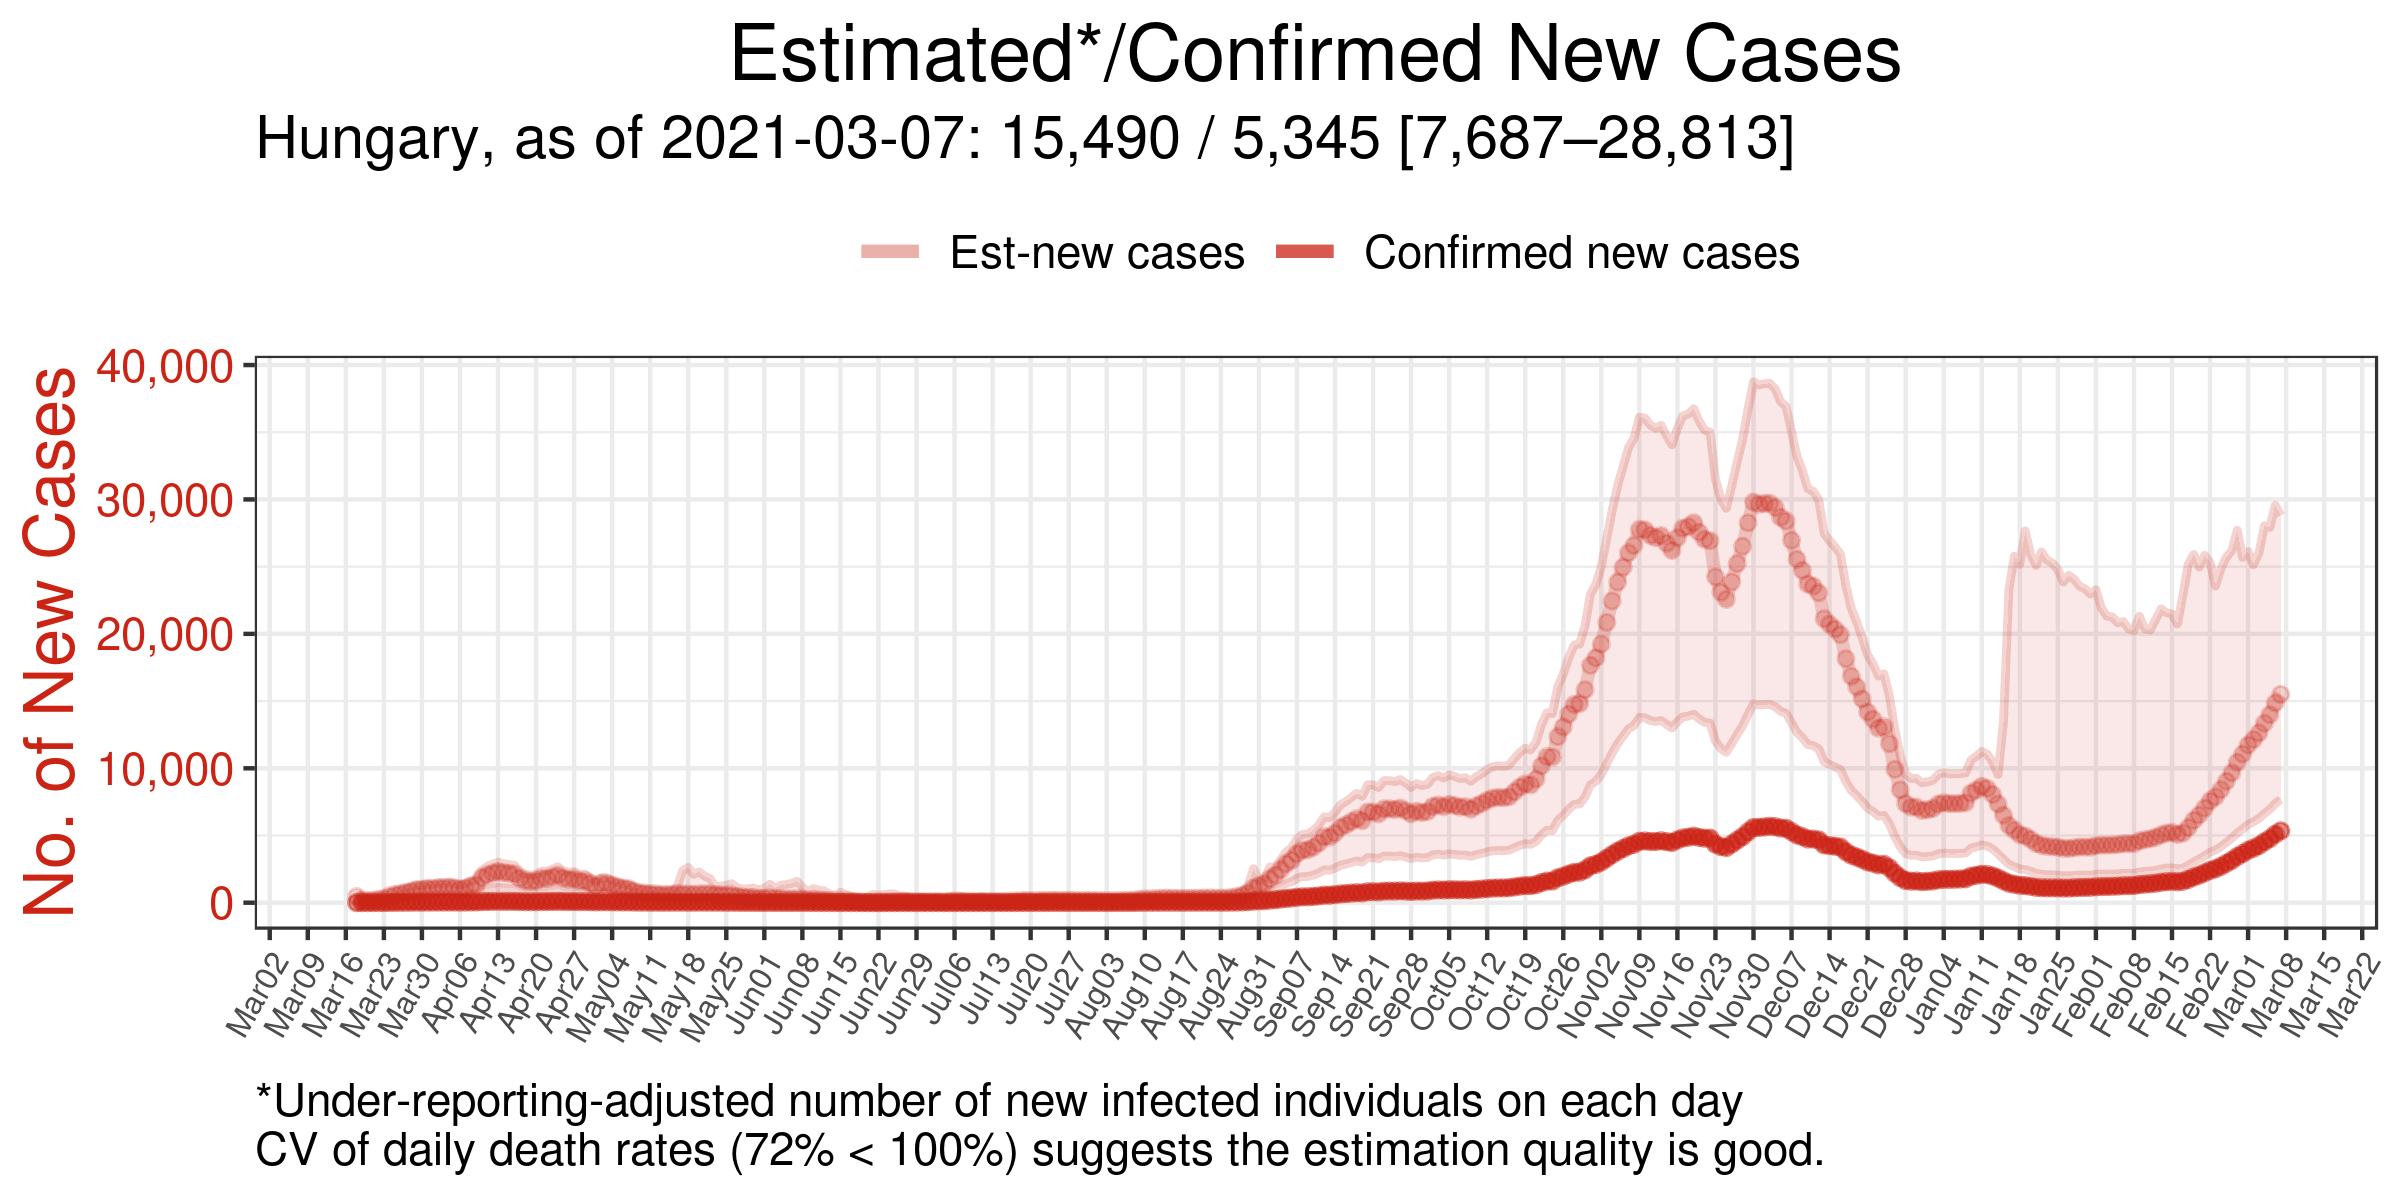 Estimated*/Confirmed New Cases
Hungary, as of 2021-03-07: 15,490 / 5,345 [7,687–28,813]
Est-new cases
Confirmed new cases
No. of New Cases
40,000
30,000
20,000
10,000
0
Mar02
Mar09
Mar16
Mar23
Mar30
Apr06
Apr13
Apr20
Apr27
May04
May11
May18
May25
Jun01
Jun08
Jun15
Jun22
Jun29
Jul06
Jul13
Jul20
Jul27
Aug03
Aug10
Aug17
Aug24
Aug31
Sep07
Sep14
Sep21
Sep28
Oct05
Oct12
Oct19
Oct26
Nov02
Nov09
Nov16
Nov23
Nov30
Dec07
Dec14
Dec21
Dec28
Jan04
Jan11
Jan18
Jan25
Feb01
Feb08
Feb15
Feb22
Mar01
Mar08
Mar15
Mar22
*Under-reporting-adjusted number of new infected individuals on each day
CV of daily death rates (72% < 100%) suggests the estimation quality is good.